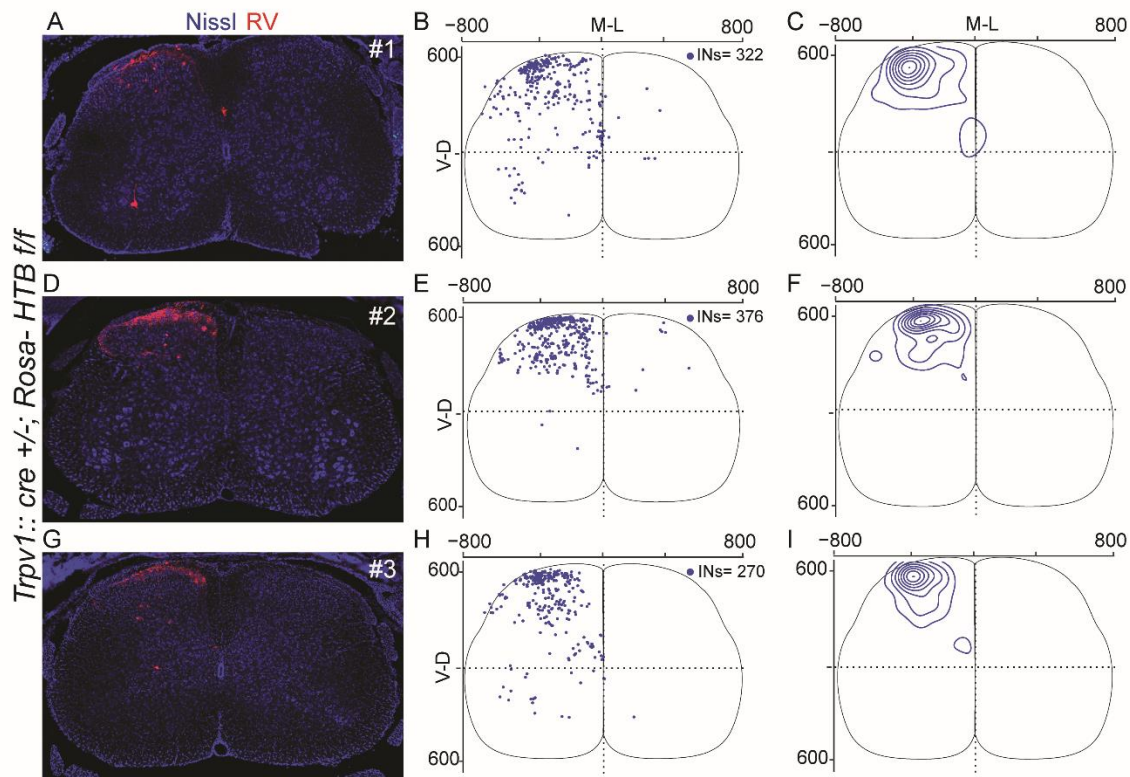 A Nissl RV B −800 M-L 800 C −800 800
#1
600 INs= 322 600
V-D
600 600
D E −800 800 F −800 800
#2
600 INs= 376 600
V-D
600 600
G H −800 800 I −800 800
#3
600 INs= 270 600
V-D
600 600
Trpv1:: cre +/-; Rosa- HTB f/f